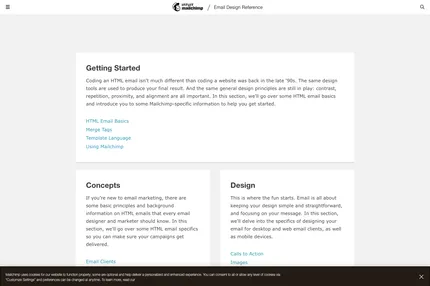 intuit mailchimp / Email Design Reference
Getting Started
Coding an HTML email isn't much different than coding a website was back in the late '90s. The same design
tools are used to produce your final result. And the same general design principles are still in play: contrast,
repetition, proximity, and alignment are all important. In this section, we'll go over some HTML email basics
and introduce you to some Mailchimp-specific information to help you get started.
HTML Email Basics
Merge Tags
Template Language
Using Mailchimp
Concepts
If you're new to email marketing, there are
some basic principles and background
information on HTML emails that every email
designer and marketer should know. In this
section, we'll go over some HTML email specifics
so you can make sure your campaigns get
delivered.
Email Clients
Design
This is where the fun starts. Email is all about
keeping your design simple and straightforward,
and focusing on your message. In this section,
we'll delve into the specifics of designing your
email for desktop and web email clients, as well
as mobile devices.
Calls to Action
Images
Mailchimp uses cookies for our website to function properly; some are optional and help deliver a personalized and enhanced experience. You can consent to all or allow any level of cookies via
"Customize Settings" and preferences can be changed at anytime. To learn more, read our